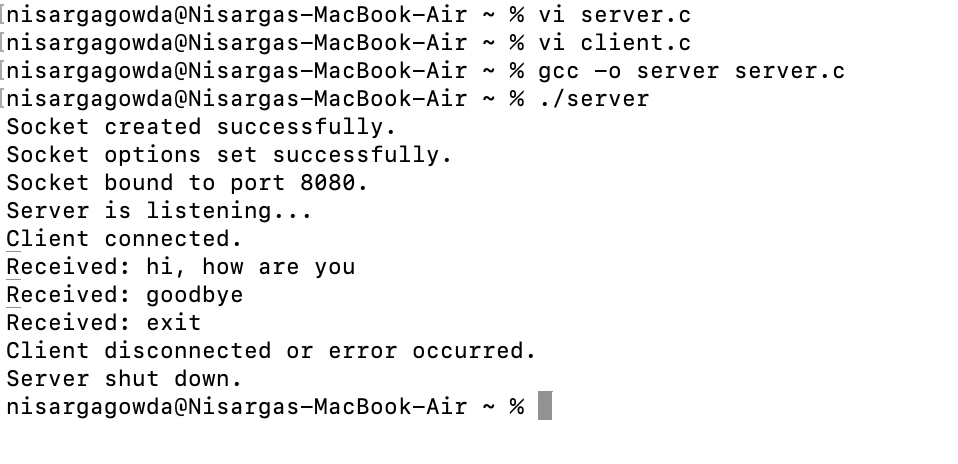 [nisargagowda@Nisargas-MacBook-Air ~ % vi server.c
[nisargagowda@Nisargas-MacBook-Air ~ % vi client.c
[nisargagowda@Nisargas-MacBook-Air ~ % gcc -o server server.c
[nisargagowda@Nisargas-MacBook-Air ~ % ./server
Socket created successfully.
Socket options set successfully.
Socket bound to port 8080.
Server is listening...
Client connected.
Received: hi, how are you
Received: goodbye
Received: exit
Client disconnected or error occurred.
Server shut down.
nisargagowda@Nisargas-MacBook-Air ~ %